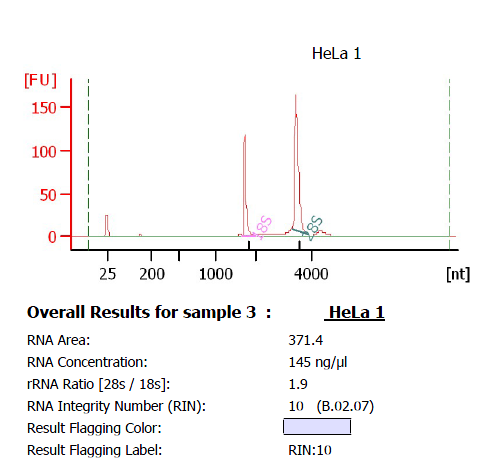 HeLa 1
[FU]
150
100
50
0
25 200 1000 4000 [nt]
Overall Results for sample 3 : HeLa 1
RNA Area: 371.4
RNA Concentration: 145 ng/µl
rRNA Ratio [28s / 18s]: 1.9
RNA Integrity Number (RIN): 10 (B.02.07)
Result Flagging Color:
Result Flagging Label: RIN:10